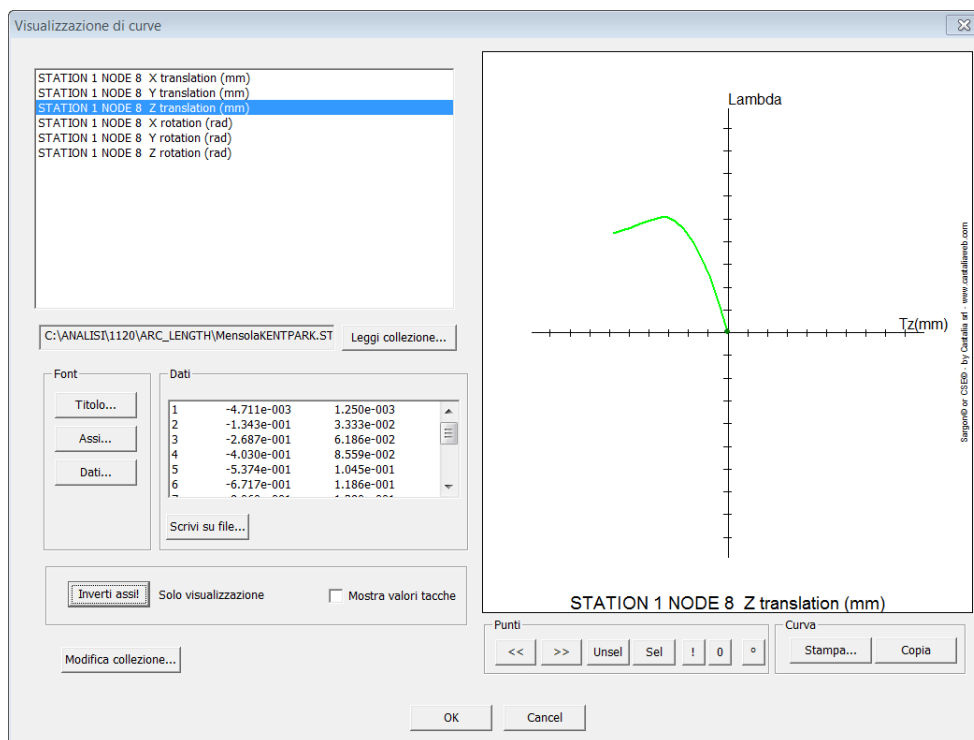 Visualizzazione di curve
STATION 1 NODE 8 X translation (mm)
STATION 1 NODE 8 Y translation (mm)
STATION 1 NODE 8 Z translation (mm)
STATION 1 NODE 8 X rotation (rad)
STATION 1 NODE 8 Y rotation (rad)
STATION 1 NODE 8 Z rotation (rad)
C:\ANALISI\1120\ARC_LENGTH\MensolaKENTPARK.ST
Leggi collezione...
Font
Titolo...
Assi...
Dati...
Dati
1 -4.711e-003 1.250e-003
2 -1.343e-001 3.333e-002
3 -2.687e-001 6.186e-002
4 -4.030e-001 8.559e-002
5 -5.374e-001 1.045e-001
6 -6.717e-001 1.186e-001
Scrivi su file...
Inverti assi!
Solo visualizzazione
Mostra valori tacche
Modifica collezione...
Lambda
Tz(mm)
Sargon© or CSE© - by Castalia srl - www.castaliaweb.com
STATION 1 NODE 8 Z translation (mm)
Punti
<<
>>
Unsel
Sel
!
0
°
Curva
Stampa...
Copia
OK
Cancel